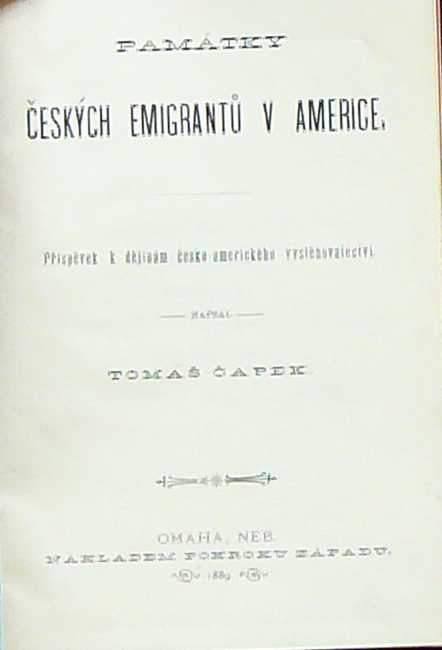 PAMÁTKY
ČESKÝCH EMIGRANTŮ V AMERICE.
Příspěvek k dějinám česko-amerického vystěhovalectví.
NAPSAL
TOMAŠ ČAPEK.
OMAHA, NEB.
NÁKLADEM POKROKU ZÁPADU.
1889